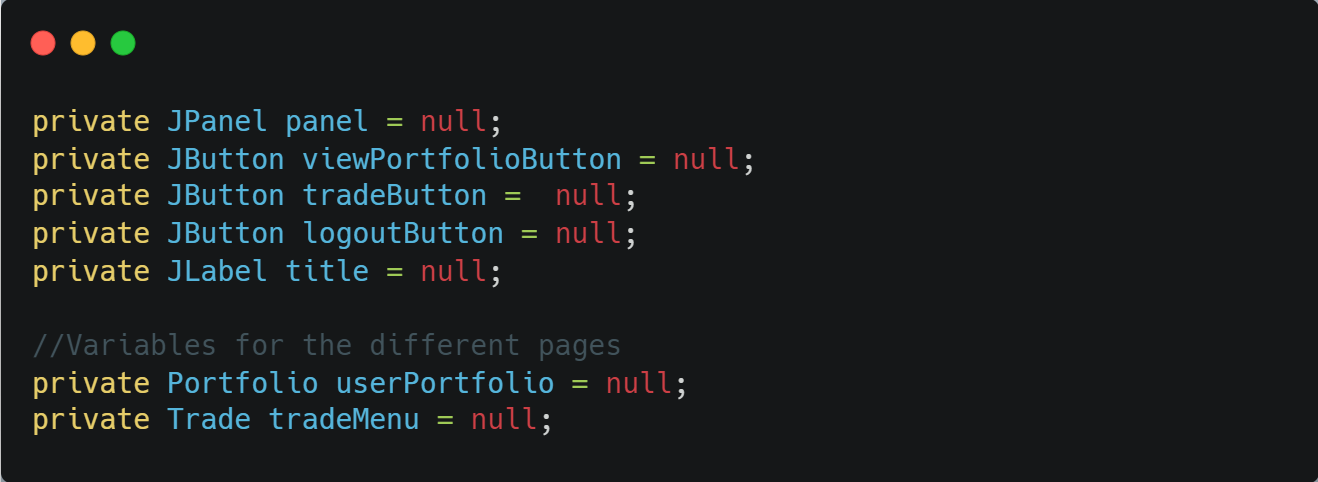 private JPanel panel = null;
private JButton viewPortfolioButton = null;
private JButton tradeButton =  null;
private JButton logoutButton = null;
private JLabel title = null;

//Variables for the different pages
private Portfolio userPortfolio = null;
private Trade tradeMenu = null;